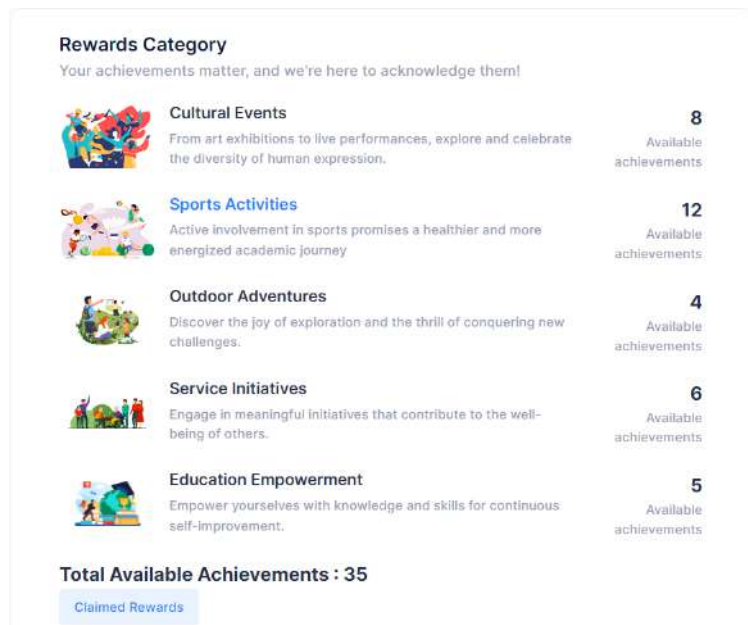 Rewards Category
Your achievements matter, and we're here to acknowledge them!
Cultural Events
From art exhibitions to live performances, explore and celebrate
the diversity of human expression.
8
Available
achievements
Sports Activities
Active involvement in sports promises a healthier and more
energized academic journey
12
Available
achievements
Outdoor Adventures
Discover the joy of exploration and the thrill of conquering new
challenges.
4
Available
achievements
Service Initiatives
Engage in meaningful initiatives that contribute to the well-
being of others.
6
Available
achievements
Education Empowerment
Empower yourselves with knowledge and skills for continuous
self-improvement.
5
Available
achievements
Total Available Achievements : 35
Claimed Rewards